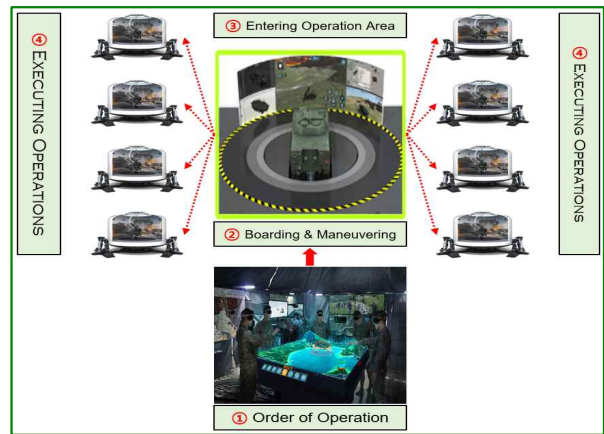 ③ Entering Operation Area
④ EXECUTING OPERATIONS
④ EXECUTING OPERATIONS
② Boarding & Maneuvering
① Order of Operation